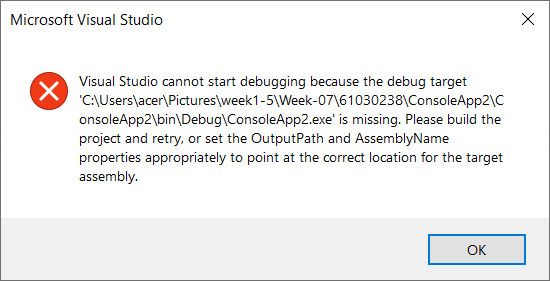 Microsoft Visual Studio
Visual Studio cannot start debugging because the debug target
'C:\Users\acer\Pictures\week1-5\Week-07\61030238\ConsoleApp2\C
onsoleApp2\bin\Debug\ConsoleApp2.exe' is missing. Please build the
project and retry, or set the OutputPath and AssemblyName
properties appropriately to point at the correct location for the target
assembly.
OK